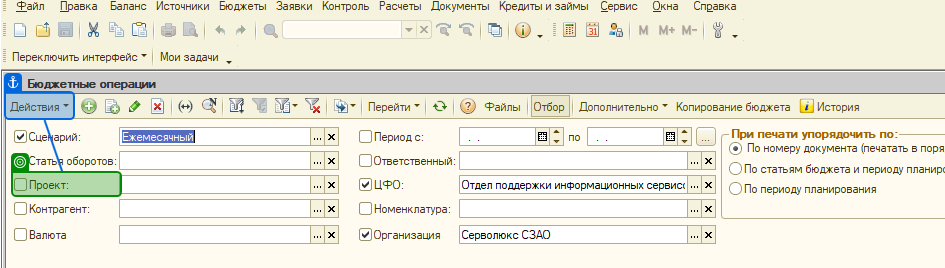 Файл Правка Баланс Источники Бюджеты Заявки Контроль Расчеты Документы Кредиты и займы Сервис Окна Справка
M M+ M-
Переключить интерфейс Мои задачи
Бюджетные операции
Действия Перейти Файлы Отбор Дополнительно Копирование бюджета История
Сценарий: Ежемесячный Период с: . . по . . ...
При печати упорядочить по:
Статья оборотов: Ответственный:
По номеру документа (печатать в поря
Проект: ЦФО: Отдел поддержки информационных сервисс
По статьям бюджета и периоду планиро
Контрагент: Номенклатура:
По периоду планирования
Валюта Организация Серволюкс СЗАО